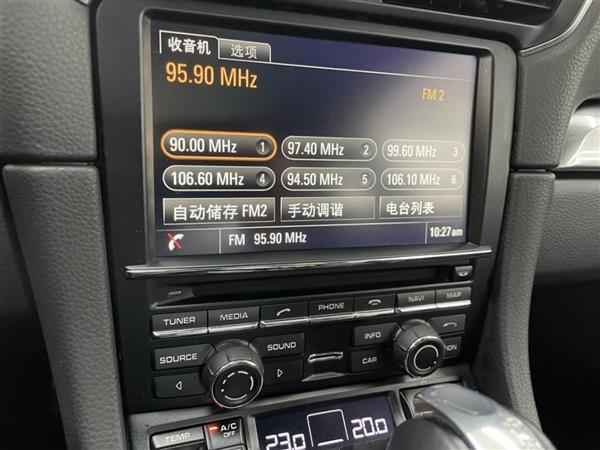 收音机 选项
95.90 MHz
FM 2
90.00 MHz 1 97.40 MHz 2 99.60 MHz 3
106.60 MHz 4 94.50 MHz 5 106.10 MHz 6
自动储存 FM2 手动调谐 电台列表
FM 95.90 MHz 10:27am
TUNER MEDIA PHONE NAVI MAP
SOURCE SOUND INFO
CAR
TEMP A/C OFF
23.0 20.0